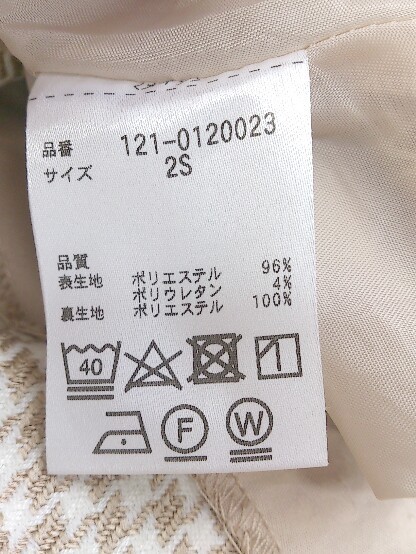 品番 121-0120023
サイズ 2S
品質
表生地 ポリエステル 96%
ポリウレタン 4%
裏生地 ポリエステル 100%
40
F W